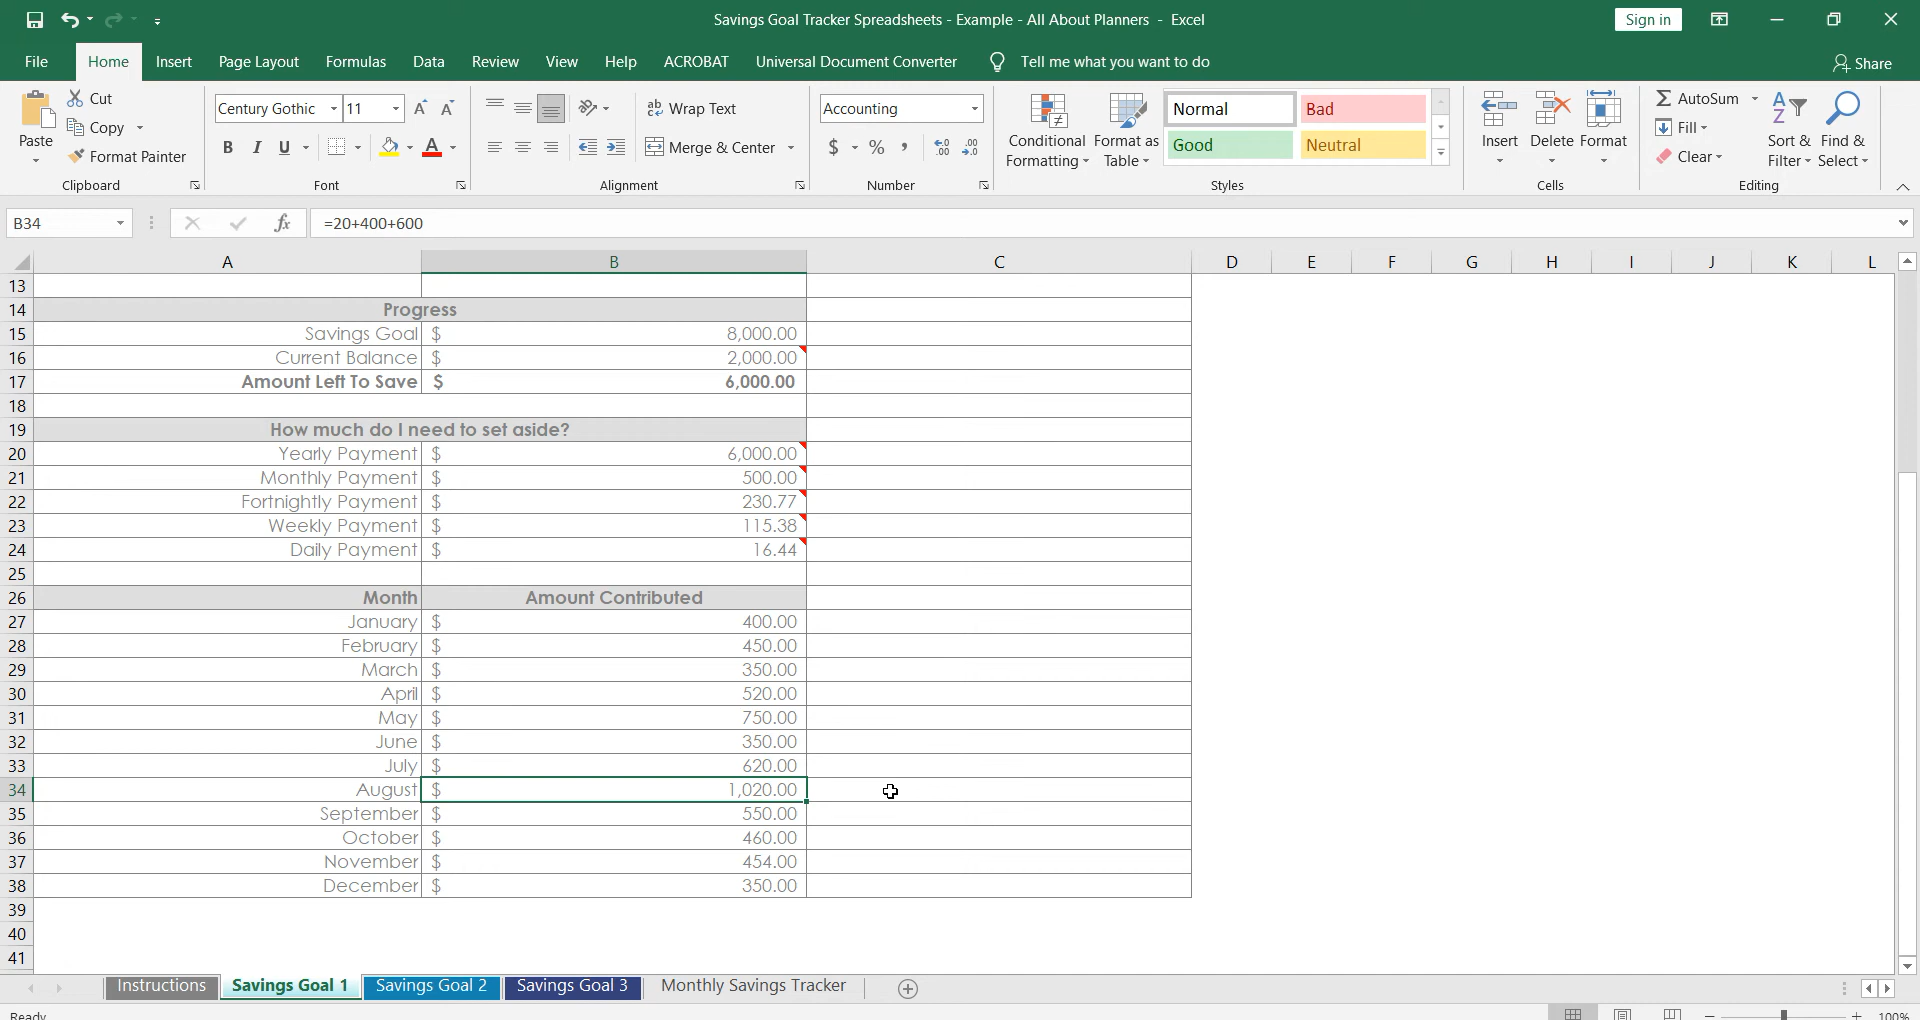 Savings Goal Tracker Spreadsheets - Example - All About Planners - Excel
Sign in
File Home Insert Page Layout Formulas Data Review View Help ACROBAT Universal Document Converter Tell me what you want to do Share
Paste
Cut
Copy
Format Painter
Clipboard
Century Gothic 11
B I U
Font
Wrap Text
Merge & Center
Alignment
Accounting
$ % ,
Number
Conditional Formatting
Format as Table
Normal Bad
Good Neutral
Styles
Insert Delete Format
Cells
AutoSum
Fill
Clear
Sort & Filter
Find & Select
Editing
B34 fx =20+400+600
A B C D E F G H I J K L
13
14 Progress
15 Savings Goal $ 8,000.00
16 Current Balance $ 2,000.00
17 Amount Left To Save $ 6,000.00
18
19 How much do I need to set aside?
20 Yearly Payment $ 6,000.00
21 Monthly Payment $ 500.00
22 Fortnightly Payment $ 230.77
23 Weekly Payment $ 115.38
24 Daily Payment $ 16.44
25
26 Month Amount Contributed
27 January $ 400.00
28 February $ 450.00
29 March $ 350.00
30 April $ 520.00
31 May $ 750.00
32 June $ 350.00
33 July $ 620.00
34 August $ 1,020.00
35 September $ 550.00
36 October $ 460.00
37 November $ 454.00
38 December $ 350.00
39
40
41
Instructions Savings Goal 1 Savings Goal 2 Savings Goal 3 Monthly Savings Tracker
Ready 100%